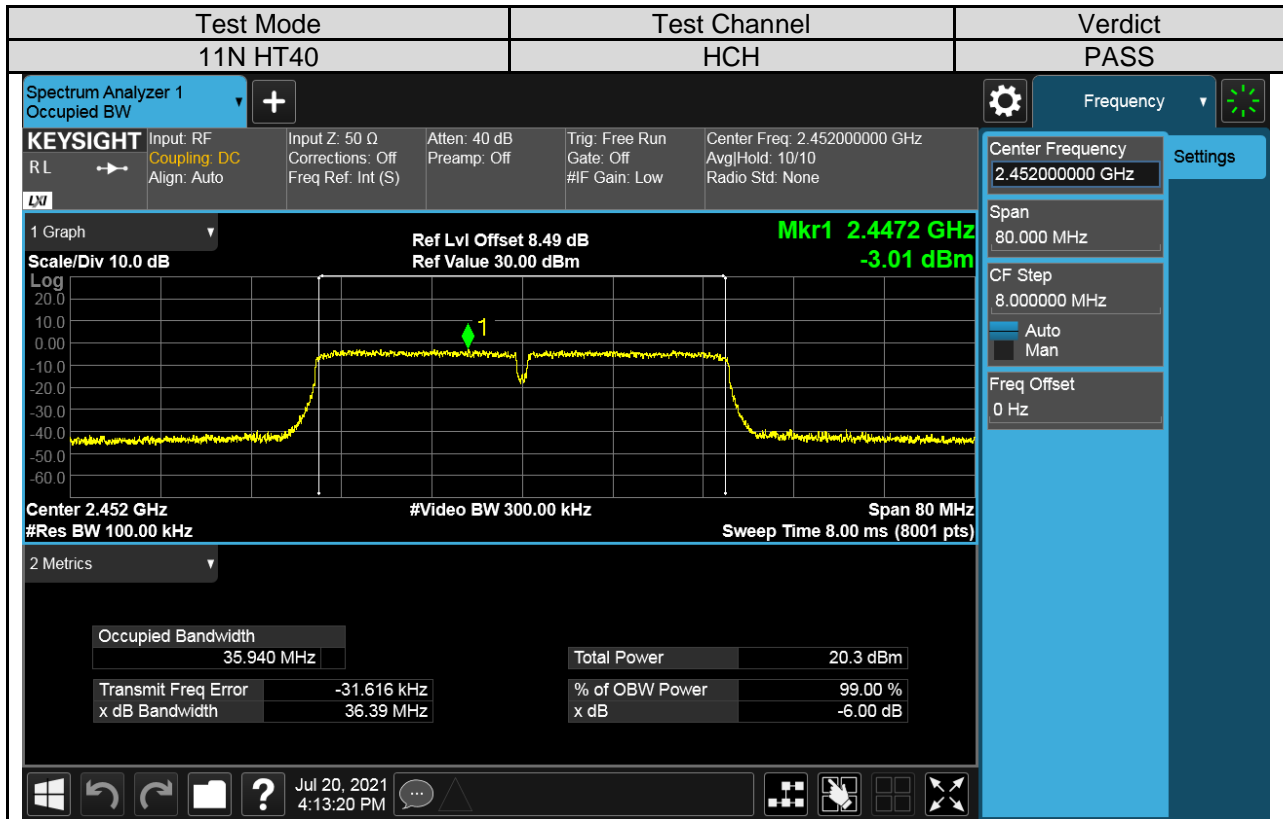 Test Mode Test Channel Verdict
11N HT40 HCH PASS
Spectrum Analyzer 1
Occupied BW
Frequency
KEYSIGHT
R L
LXI
Input: RF
Coupling: DC
Align: Auto
Input Z: 50 Ω
Corrections: Off
Freq Ref: Int (S)
Atten: 40 dB
Preamp: Off
Trig: Free Run
Gate: Off
#IF Gain: Low
Center Freq: 2.452000000 GHz
Avg|Hold: 10/10
Radio Std: None
Center Frequency
2.452000000 GHz
Settings
Span
80.000 MHz
CF Step
8.000000 MHz
Auto
Man
Freq Offset
0 Hz
1 Graph
Scale/Div 10.0 dB
Ref Lvl Offset 8.49 dB
Ref Value 30.00 dBm
Mkr1 2.4472 GHz
-3.01 dBm
Log
20.0
10.0
0.00
-10.0
-20.0
-30.0
-40.0
-50.0
-60.0
1
Center 2.452 GHz #Video BW 300.00 kHz Span 80 MHz
#Res BW 100.00 kHz Sweep Time 8.00 ms (8001 pts)
2 Metrics
Occupied Bandwidth
35.940 MHz
Total Power 20.3 dBm
Transmit Freq Error -31.616 kHz % of OBW Power 99.00 %
x dB Bandwidth 36.39 MHz x dB -6.00 dB
?
Jul 20, 2021
4:13:20 PM